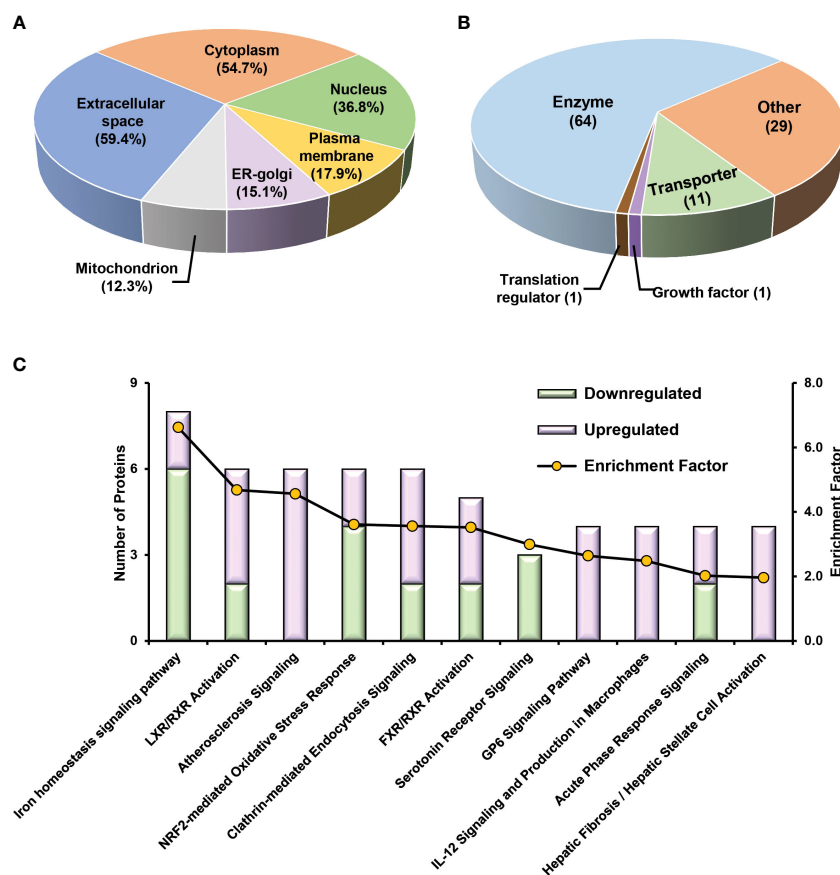 A
Cytoplasm
(54.7%)
Nucleus
(36.8%)
Extracellular
space
(59.4%)
Plasma
membrane
(17.9%)
ER-golgi
(15.1%)
Mitochondrion
(12.3%)
B
Enzyme
(64)
Other
(29)
Transporter
(11)
Translation
regulator (1)
Growth factor (1)
C
Number of Proteins
9
6
3
0
Downregulated
Upregulated
Enrichment Factor
8.0
6.0
4.0
2.0
0.0
Enrichment Factor
Iron homeostasis signaling pathway
LXR/RXR Activation
Atherosclerosis Signaling
NRF2-mediated Oxidative Stress Response
Clathrin-mediated Endocytosis Signaling
FXR/RXR Activation
Serotonin Receptor Signaling
GP6 Signaling Pathway
IL-12 Signaling and Production in Macrophages
Acute Phase Response Signaling
Hepatic Fibrosis / Hepatic Stellate Cell Activation